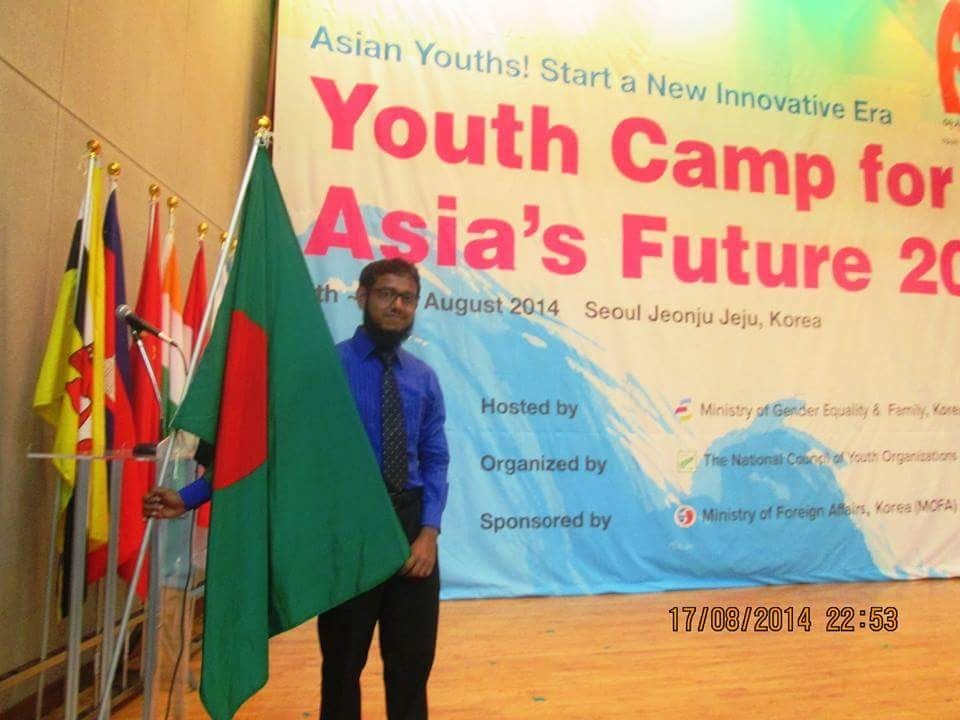 Asian Youths! Start a New Innovative Era
Youth Camp for
Asia's Future 20
th ~ August 2014 Seoul Jeonju Jeju, Korea
Hosted by Ministry of Gender Equality & Family, Kore
Organized by The National Council of Youth Organizations
Sponsored by Ministry of Foreign Affairs, Korea (MOFA)
17/08/2014 22:53